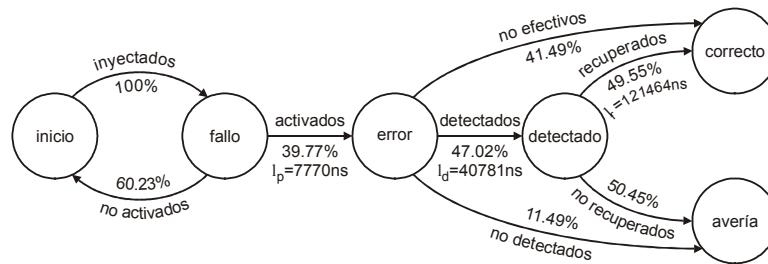 inyectados
100%
inicio
fallo
60.23%
no activados
activados
39.77%
lp=7770ns
error
no efectivos
41.49%
detectados
47.02%
ld=40781ns
detectado
recuperados
49.55%
lr=121464ns
correcto
50.45%
no recuperados
11.49%
no detectados
avería